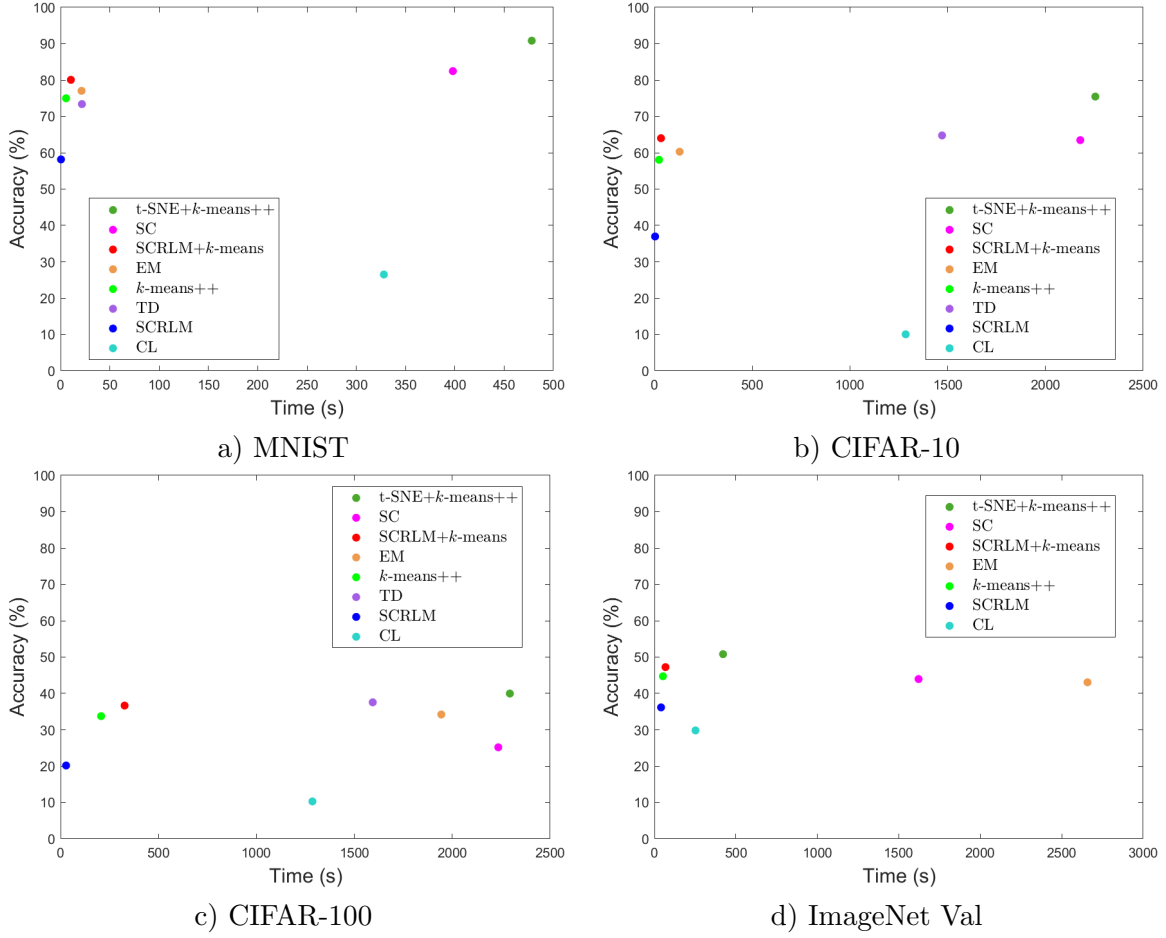 100
90
80
70
60
50
40
30
20
10
0
Accuracy (%)
t-SNE+k-means++
SC
SCRLM+k-means
EM
k-means++
TD
SCRLM
CL
0 50 100 150 200 250 300 350 400 450 500
Time (s)
a) MNIST
100
90
80
70
60
50
40
30
20
10
0
Accuracy (%)
t-SNE+k-means++
SC
SCRLM+k-means
EM
k-means++
TD
SCRLM
CL
0 500 1000 1500 2000 2500
Time (s)
b) CIFAR-10
100
90
80
70
60
50
40
30
20
10
0
Accuracy (%)
t-SNE+k-means++
SC
SCRLM+k-means
EM
k-means++
TD
SCRLM
CL
0 500 1000 1500 2000 2500
Time (s)
c) CIFAR-100
100
90
80
70
60
50
40
30
20
10
0
Accuracy (%)
t-SNE+k-means++
SC
SCRLM+k-means
EM
k-means++
SCRLM
CL
0 500 1000 1500 2000 2500 3000
Time (s)
d) ImageNet Val